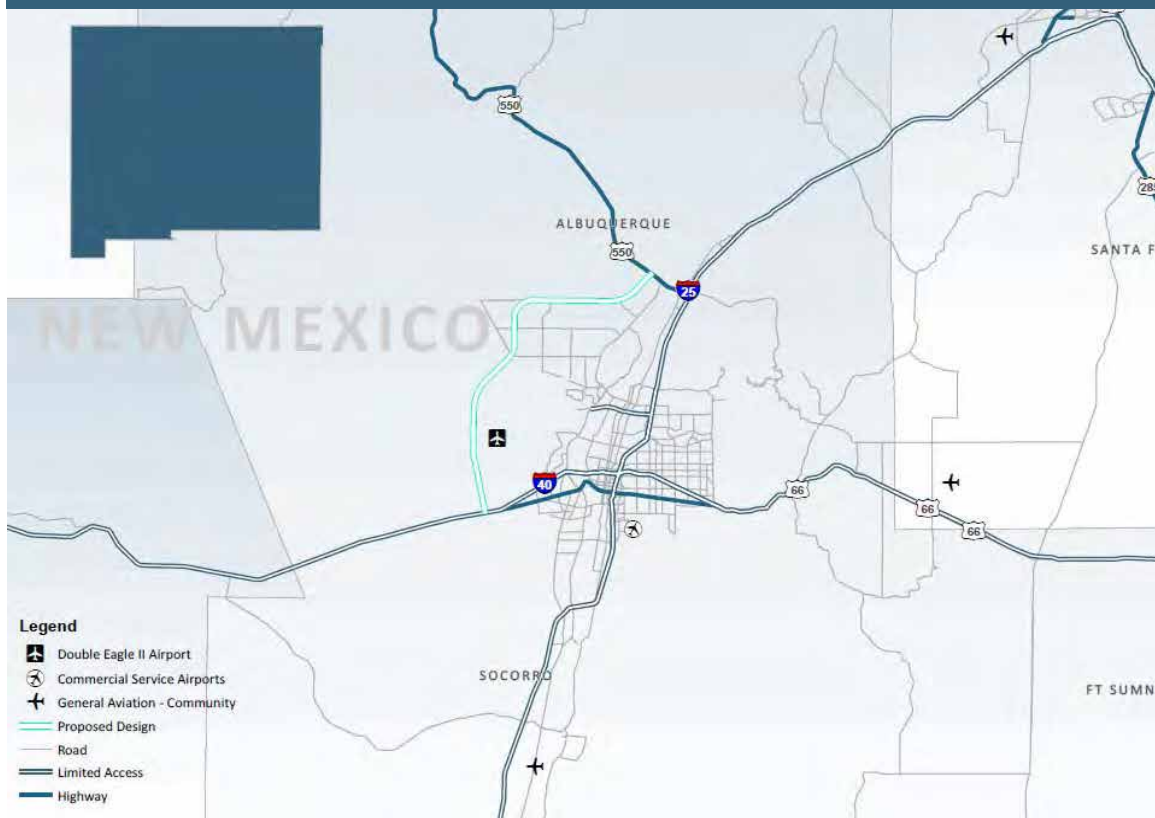 550
ALBUQUERQUE
285
550
SANTA F
25
NEW MEXICO
40
66
66
66
Legend
Double Eagle II Airport
Commercial Service Airports
General Aviation - Community
Proposed Design
Road
Limited Access
Highway
SOCORRO
FT SUMN